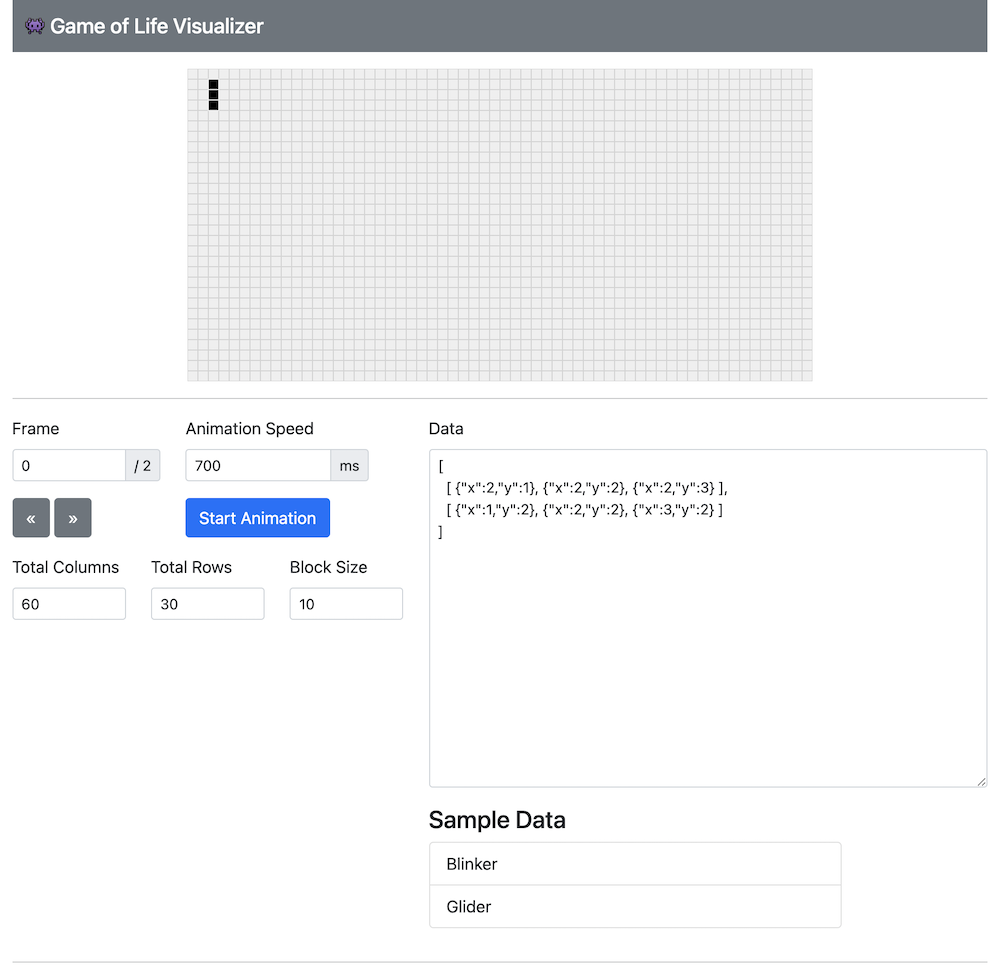 Game of Life Visualizer
Frame
0 / 2
« »
Animation Speed
700 ms
Start Animation
Total Columns Total Rows Block Size
60 30 10
Data
[
[ {"x":2,"y":1}, {"x":2,"y":2}, {"x":2,"y":3} ],
[ {"x":1,"y":2}, {"x":2,"y":2}, {"x":3,"y":2} ]
]
Sample Data
Blinker
Glider